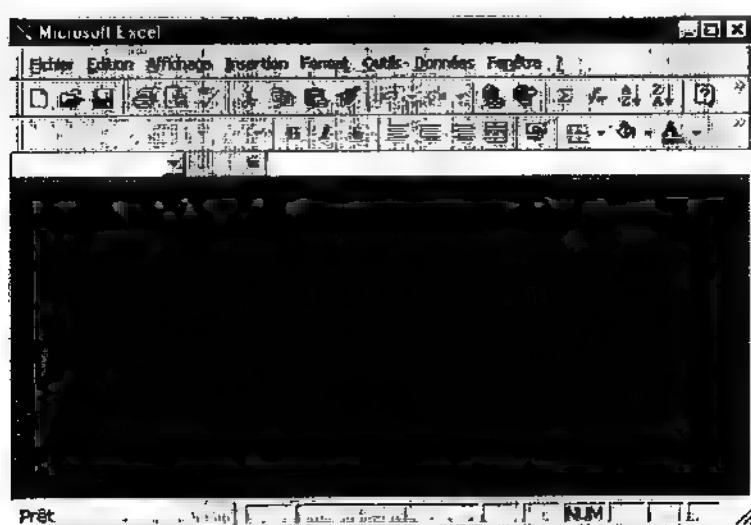 Microsoft Excel
Fichier Edition Affichage Insertion Format Outils Données Fenêtre ?
Prêt NUM